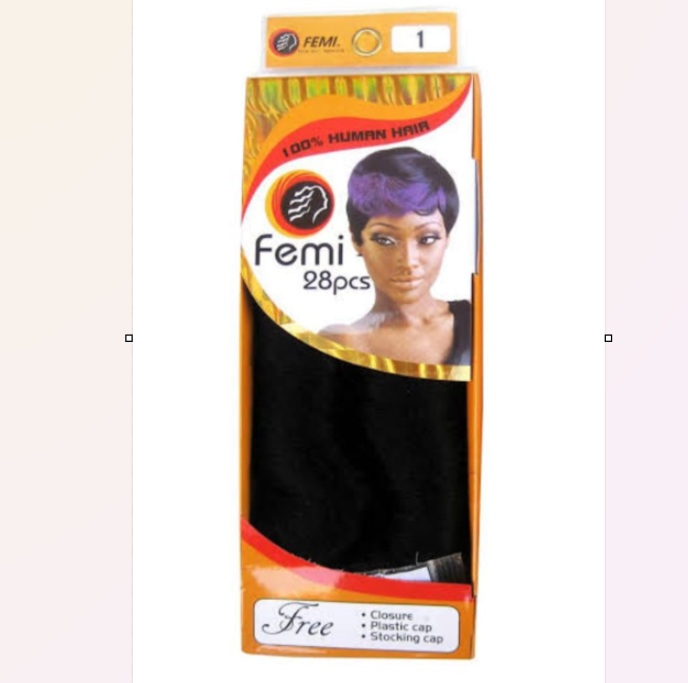 FEMI.
1
100% HUMAN HAIR
Femi
28pcs
Free
• Closure
• Plastic cap
• Stocking cap